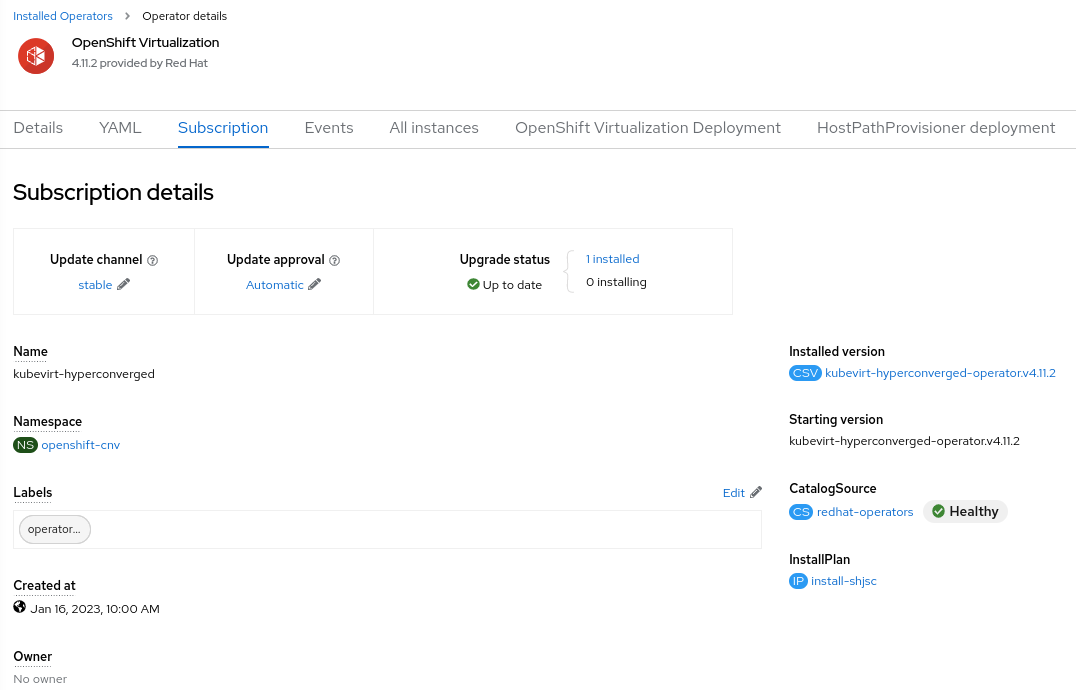 Installed Operators > Operator details
OpenShift Virtualization
4.11.2 provided by Red Hat
Details YAML Subscription Events All instances OpenShift Virtualization Deployment HostPathProvisioner deployment
Subscription details
Update channel ?
stable
Update approval ?
Automatic
Upgrade status
Up to date
1 installed
0 installing
Name
kubevirt-hyperconverged
Namespace
NS openshift-cnv
Labels
Edit
operator...
Created at
Jan 16, 2023, 10:00 AM
Owner
No owner
Installed version
CSV kubevirt-hyperconverged-operator.v4.11.2
Starting version
kubevirt-hyperconverged-operator.v4.11.2
CatalogSource
CS redhat-operators Healthy
InstallPlan
IP install-shjsc